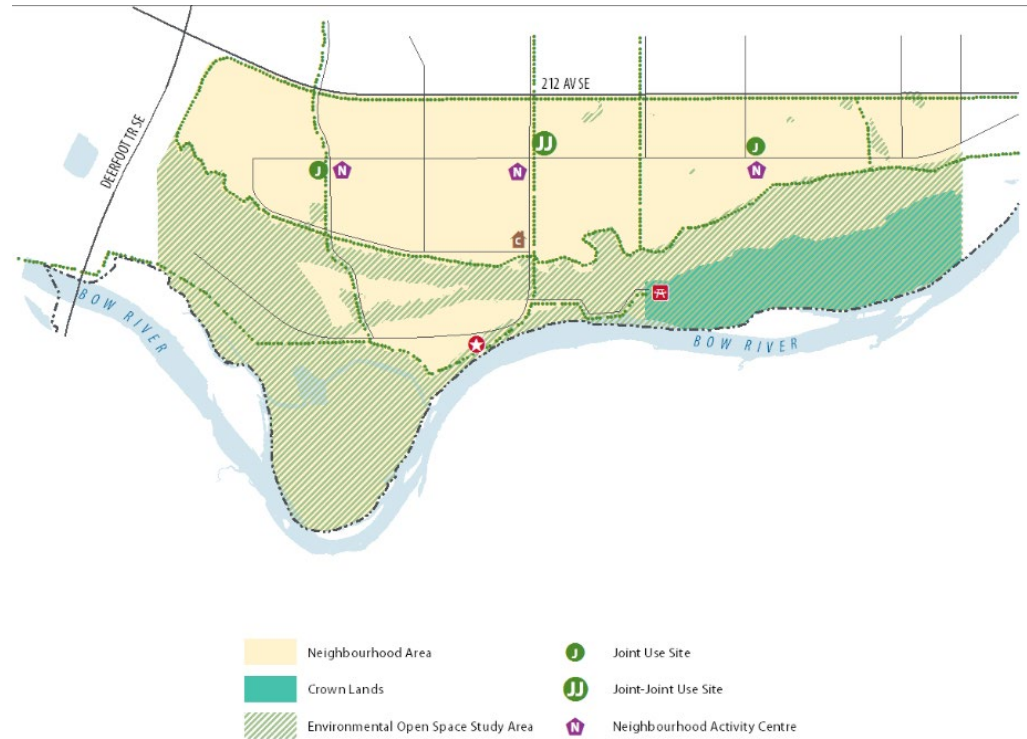 212 AV SE
DEERFOOT TR SE
JJ
J
J
N
N
N
C
BOW RIVER
BOW RIVER
Neighbourhood Area
J Joint Use Site
Crown Lands
JJ Joint-Joint Use Site
Environmental Open Space Study Area
N Neighbourhood Activity Centre